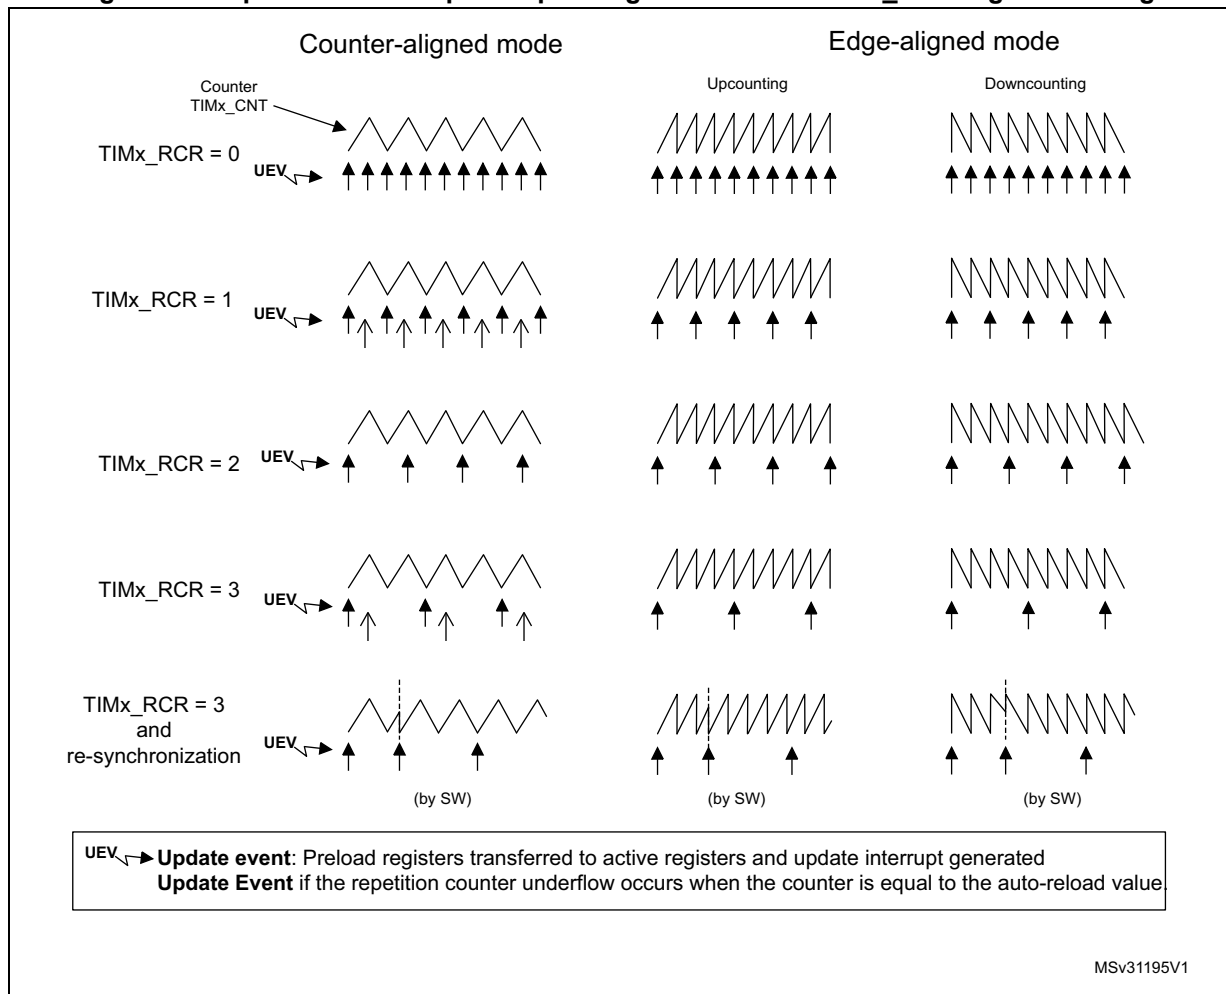 Counter-aligned mode
Edge-aligned mode
Counter
TIMx_CNT
Upcounting
Downcounting
TIMx_RCR = 0
UEV
TIMx_RCR = 1
UEV
TIMx_RCR = 2
UEV
TIMx_RCR = 3
UEV
TIMx_RCR = 3
and
re-synchronization
UEV
(by SW)
(by SW)
(by SW)
UEV Update event: Preload registers transferred to active registers and update interrupt generated
Update Event if the repetition counter underflow occurs when the counter is equal to the auto-reload value.
MSv31195V1